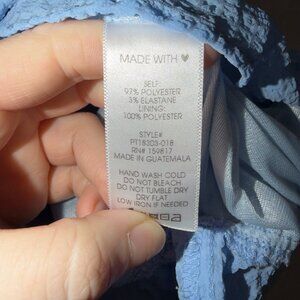 MADE WITH ♥
SELF:
97% POLYESTER
3% ELASTANE
LINING:
100% POLYESTER
STYLE#
PT18303-018
RN# 159817
MADE IN GUATEMALA
HAND WASH COLD
DO NOT BLEACH
DO NOT TUMBLE DRY
DRY FLAT
LOW IRON IF NEEDED